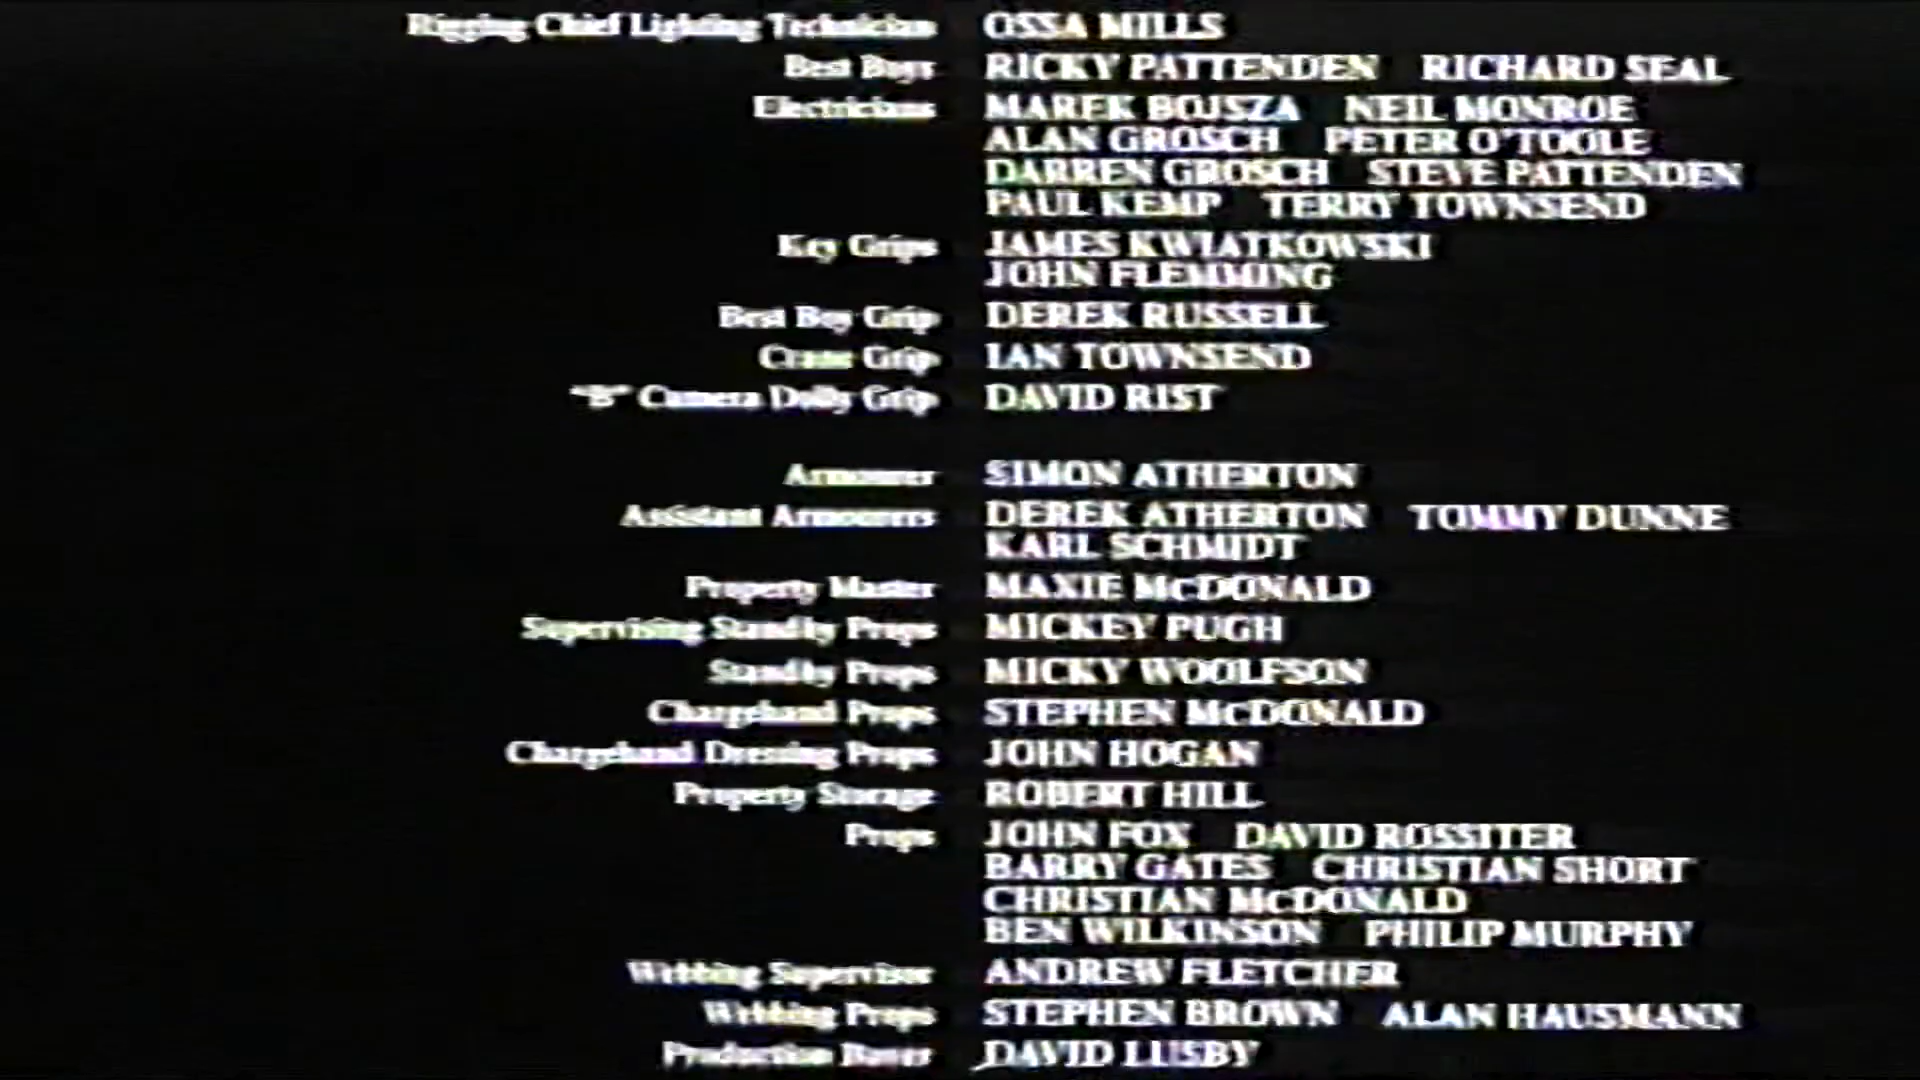 Rigging Chief Lighting Technician OSSA MILLS
Best Boys RICKY PATTENDEN RICHARD SEAL
Electricians MAREK BOJSZA NEIL MONROE
ALAN GROSCH PETER O'TOOLE
DARREN GROSCH STEVE PATTENDEN
PAUL KEMP TERRY TOWNSEND
Key Grips JAMES KWIATKOWSKI
JOHN FLEMMING
Best Boy Grip DEREK RUSSELL
Crane Grip IAN TOWNSEND
"B" Camera Dolly Grip DAVID RIST
Armourer SIMON ATHERTON
Assistant Armourers DEREK ATHERTON TOMMY DUNNE
KARL SCHMIDT
Property Master MAXIE McDONALD
Supervising Standby Props MICKEY PUGH
Standby Props MICKY WOOLFSON
Chargehand Props STEPHEN McDONALD
Chargehand Dressing Props JOHN HOGAN
Property Storage ROBERT HILL
Props JOHN FOX DAVID ROSSITER
BARRY GATES CHRISTIAN SHORT
CHRISTIAN McDONALD
BEN WILKINSON PHILIP MURPHY
Webbing Supervisor ANDREW FLETCHER
Webbing Props STEPHEN BROWN ALAN HAUSMANN
Production Buyer DAVID LUSBY